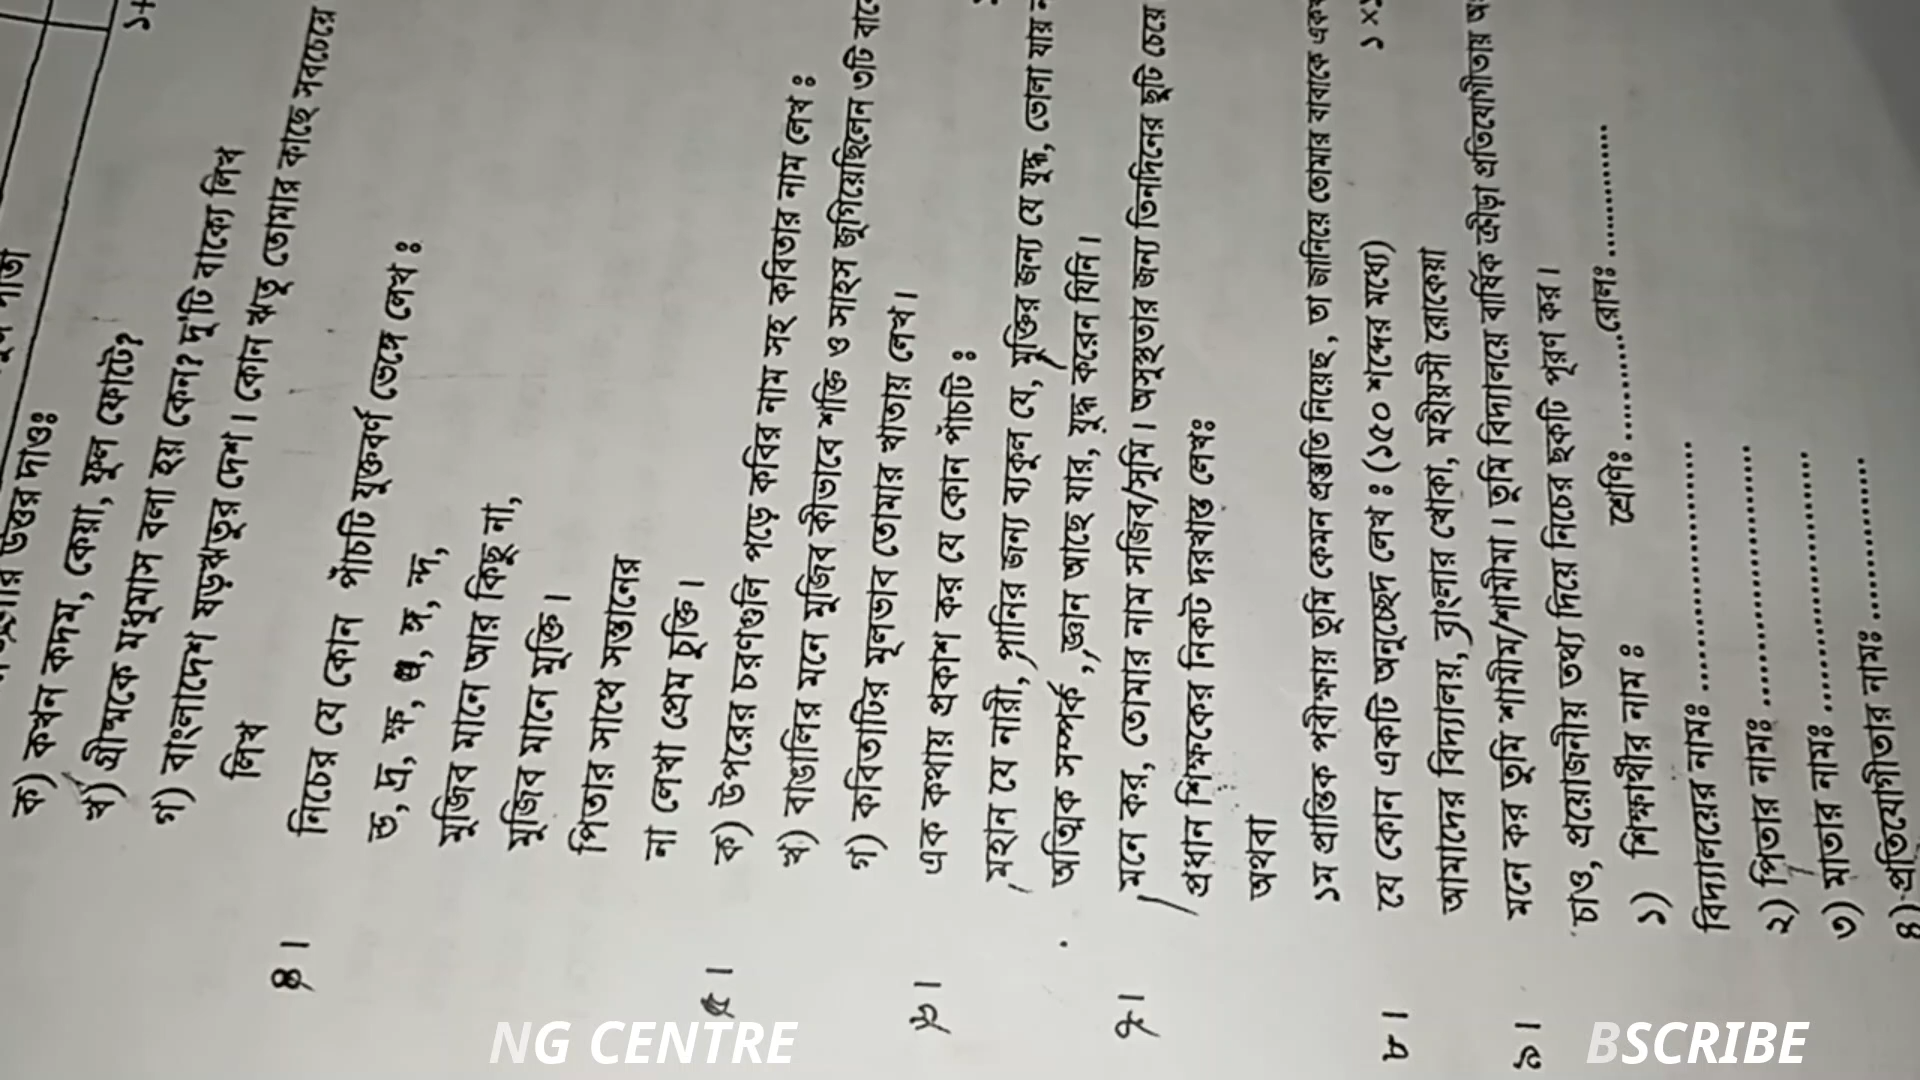 উত্তর দাওঃ
ক) কখন কদম, কেয়া, ফুল ফোটে?
খ) গ্রীষ্মকে মধুমাস বলা হয় কেন? দু'টি বাক্যে লিখ
গ) বাংলাদেশ ষড়ঋতুর দেশ। কোন ঋতু তোমার কাছে সবচেয়ে
লিখ
৪। নিচের যে কোন পাঁচটি যুক্তবর্ণ ভেঙ্গে লেখ ঃ
ন্দ,
মুজিব মানে আর কিছু না,
মুজিব মানে মুক্তি।
পিতার সাথে সন্তানের
না লেখা প্রেম চুক্তি।
৫। ক) উপরের চরণগুলি পড়ে কবির নাম সহ কবিতার নাম লেখ ঃ
খ) বাঙালির মনে মুজিব কীভাবে শক্তি ও সাহস জুগিয়েছিলেন ৩টি
গ) কবিতাটির মূলভাব তোমার খাতায় লেখ।
৬। এক কথায় প্রকাশ কর যে কোন পাঁচটি ঃ
মহান যে নারী, পানির জন্য ব্যকুল যে, মুক্তির জন্য যে যুদ্ধ, ভোলা যায়
অত্মিক সম্পর্ক, জ্ঞান আছে যার, যুদ্ধ করেন যিনি।
৭। মনে কর, তোমার নাম সজিব/সুমি। অসুস্থতার জন্য তিনদিনের ছুটি চেয়ে
প্রধান শিক্ষকের নিকট দরখাস্ত লেখঃ
অথবা
১ম প্রান্তিক পরীক্ষায় তুমি কেমন প্রস্তুতি নিয়েছ, তা জানিয়ে তোমার বাবাকে
৮। যে কোন একটি অনুচ্ছেদ লেখ ঃ (১৫০ শব্দের মধ্যে)
আমাদের বিদ্যালয়, বাংলার খোকা, মহীয়সী রোকেয়া
৯। মনে কর তুমি শামীম/শামীমা। তুমি বিদ্যালয়ে বার্ষিক ক্রীড়া প্রতিযোগীতায়
চাও, প্রয়োজনীয় তথ্য দিয়ে নিচের ছকটি পূরণ কর।
১) শিক্ষার্থীর নাম ঃ শ্রেণিঃ ............রোলঃ ...............
বিদ্যালয়ের নামঃ ..............................
২) পিতার নামঃ ..............................
৩) মাতার নামঃ ..............................
৪) প্রতিযোগীতার নামঃ ...................
NG CENTRE
BSCRIBE